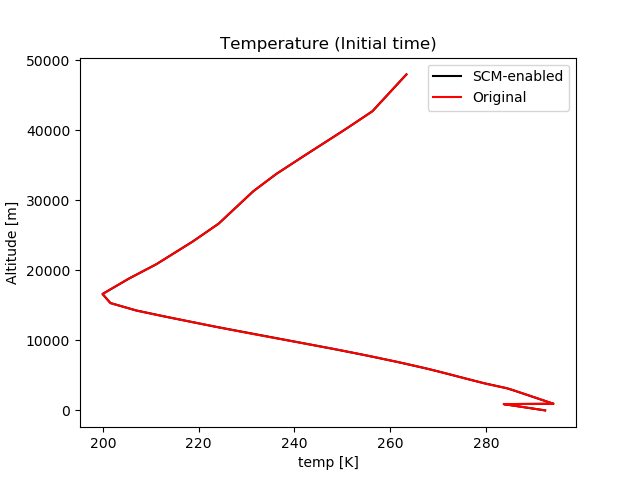 Temperature (Initial time)
SCM-enabled
Original
Altitude [m]
50000
40000
30000
20000
10000
0
200
220
240
260
280
temp [K]